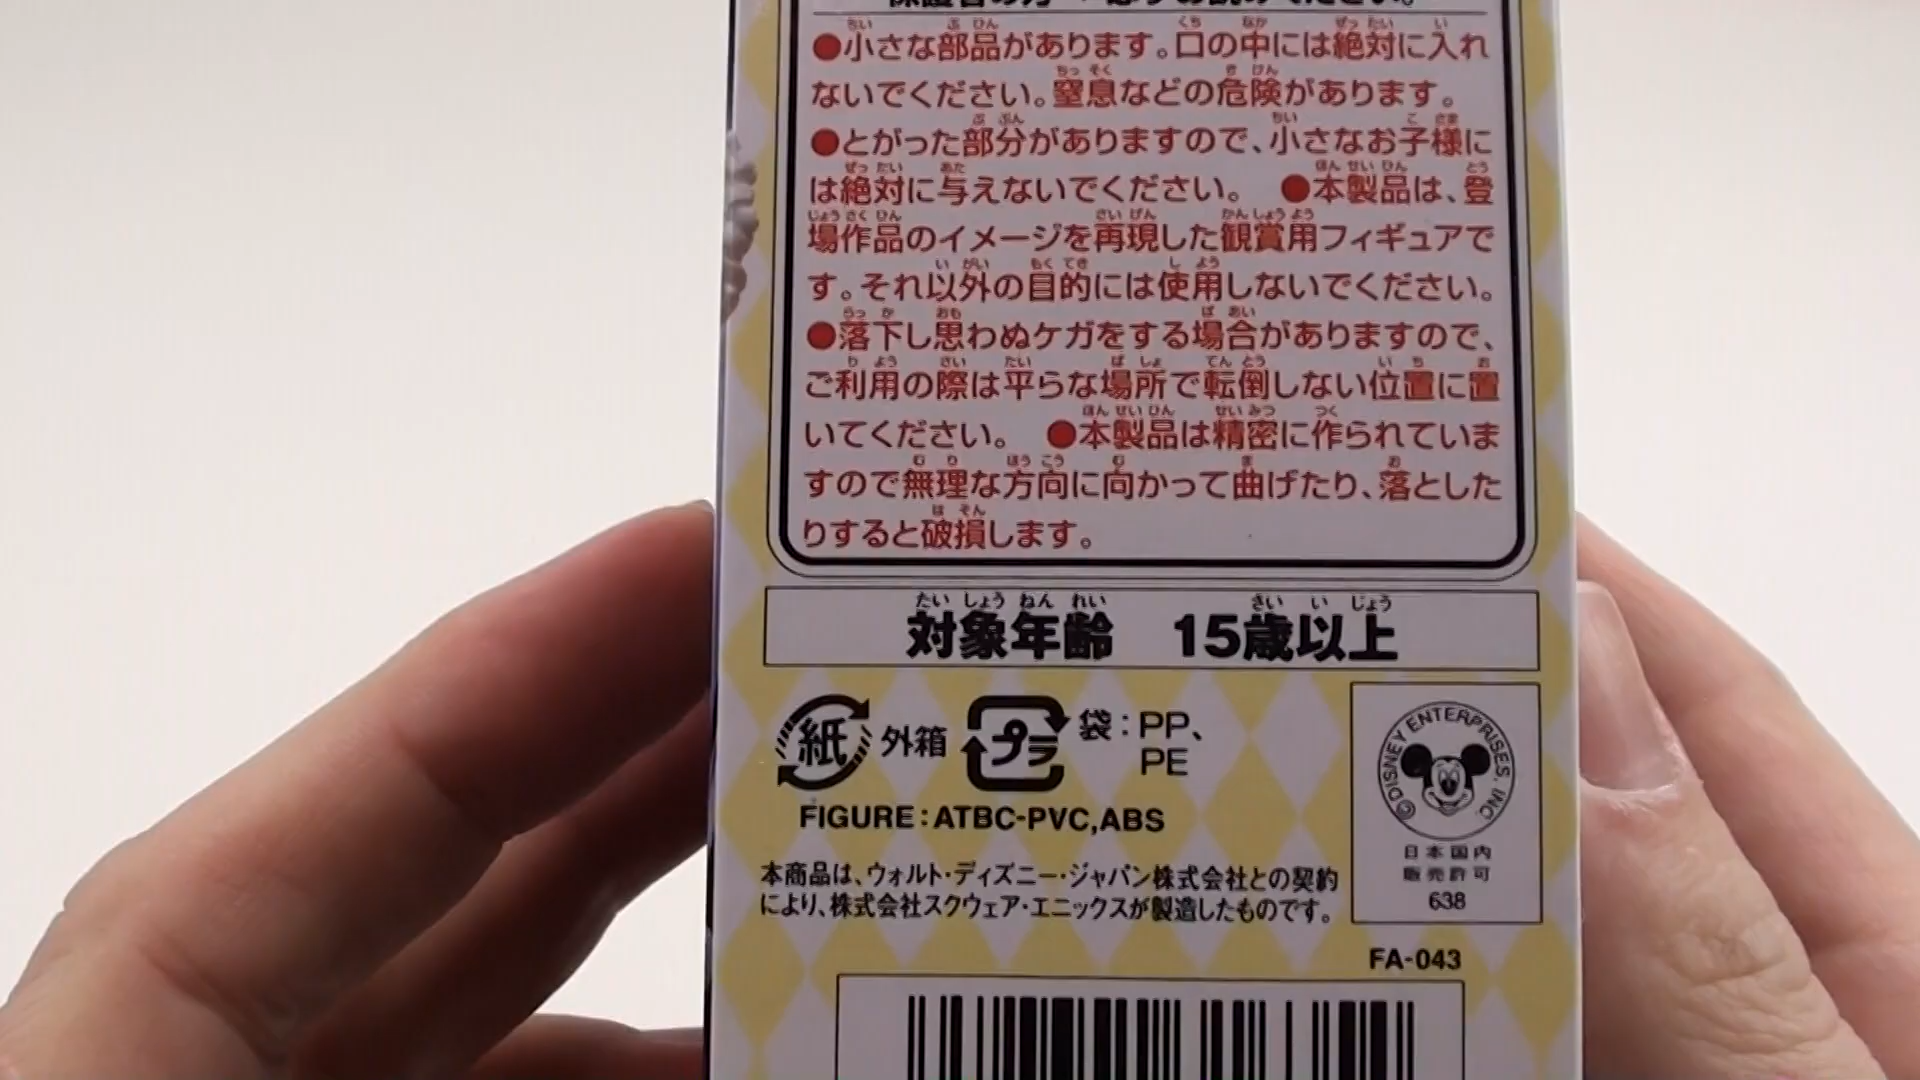 ●小さな部品があります。口の中には絶対に入れ
ないでください。窒息などの危険があります。
●とがった部分がありますので、小さなお子様に
は絶対に与えないでください。 ●本製品は、登
場作品のイメージを再現した観賞用フィギュアで
す。それ以外の目的には使用しないでください。
●落下し思わぬケガをする場合がありますので、
ご利用の際は平らな場所で転倒しない位置に置
いてください。 ●本製品は精密に作られていま
すので無理な方向に向かって曲げたり、落とした
りすると破損します。
対象年齢 15歳以上
紙 外箱 プラ 袋:PP、
PE
FIGURE:ATBC-PVC,ABS
本商品は、ウォルト・ディズニー・ジャパン株式会社との契約
により、株式会社スクウェア・エニックスが製造したものです。
©DISNEY ENTERPRISES, INC.
日本国内
販売許可
638
FA-043